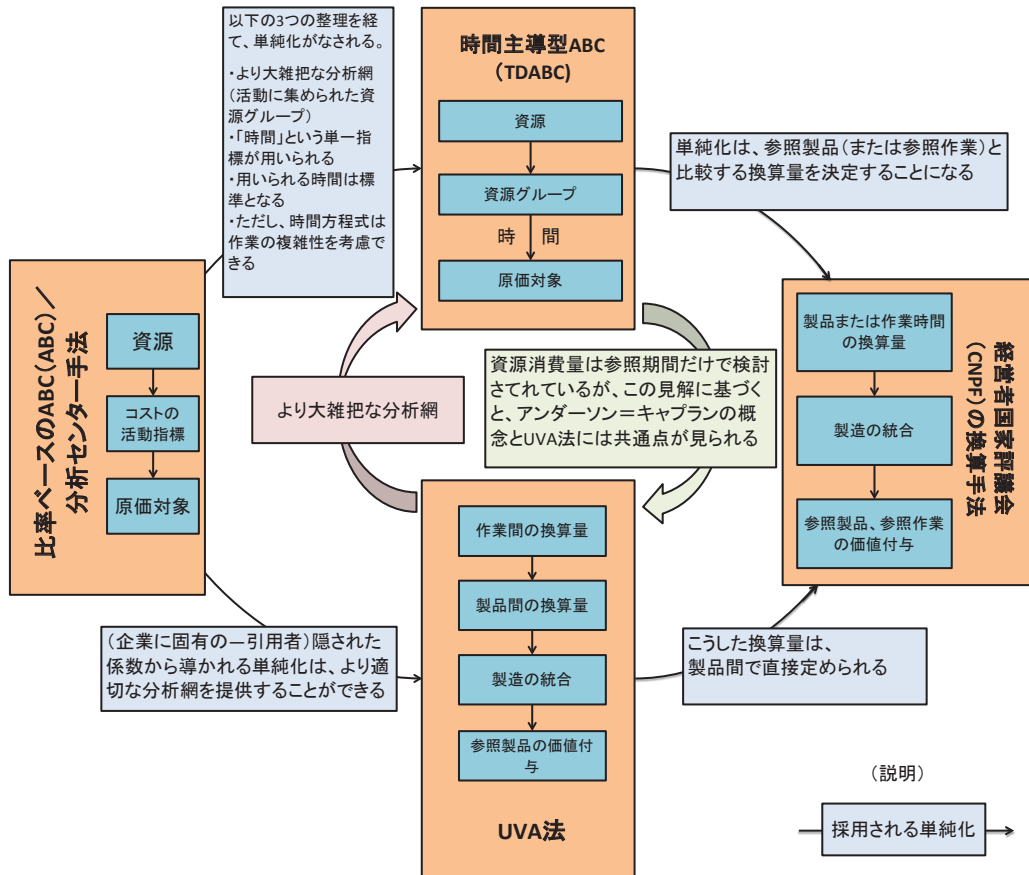 以下の3つの整理を経
て、単純化がなされる。
・より大雑把な分析網
(活動に集められた資
源グループ)
・「時間」という単一指
標が用いられる
・用いられる時間は標
準となる
・ただし、時間方程式は
作業の複雑性を考慮で
きる
時間主導型ABC
(TDABC)
資源
資源グループ
時 間
原価対象
単純化は、参照製品(または参照作業)と
比較する換算量を決定することになる
比率ベースのABC(ABC)/
分析センター手法
資源
コストの
活動指標
原価対象
より大雑把な分析網
資源消費量は参照期間だけで検討
さてれているが、この見解に基づく
と、アンダーソン=キャプランの概
念とUVA法には共通点が見られる
製品または作業時間
の換算量
製造の統合
参照製品、参照作業
の価値付与
経営者国家評議会
(CNPF)の換算手法
(企業に固有の―引用者)隠された
係数から導かれる単純化は、より適
切な分析網を提供することができる
作業間の換算量
製品間の換算量
製造の統合
参照製品の価値付
与
UVA法
こうした換算量は、
製品間で直接定められる
(説明)
採用される単純化